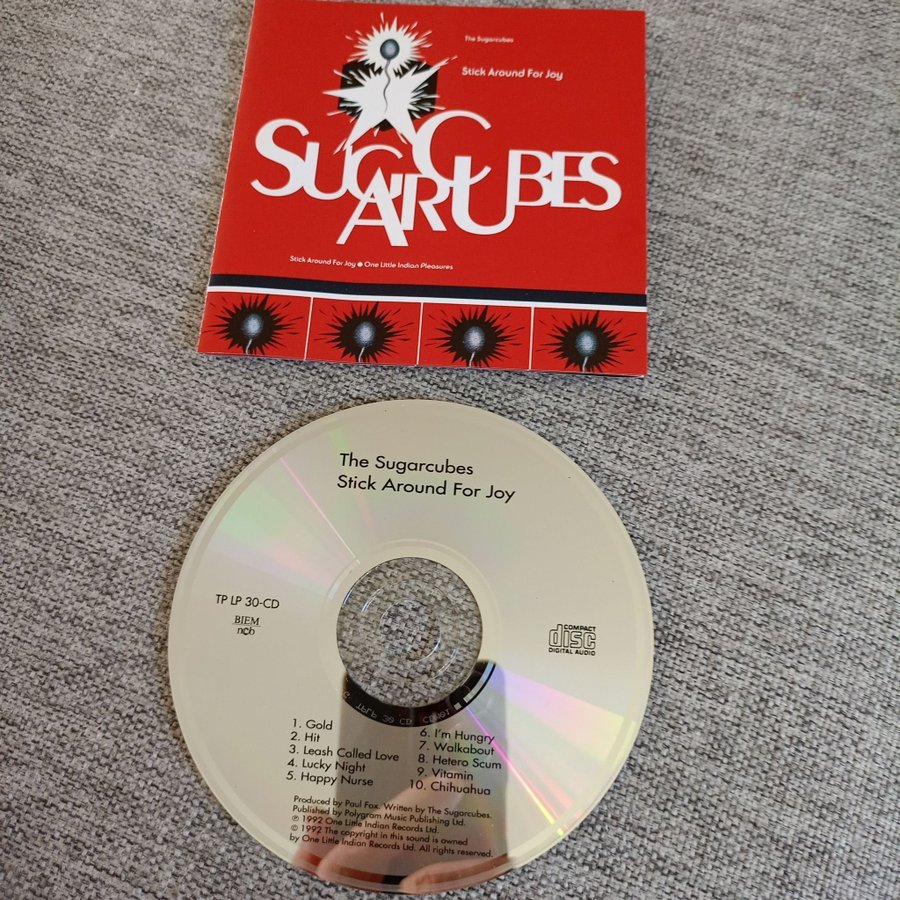 The Sugarcubes
Stick Around For Joy
SUGARCUBES
Stick Around For Joy ● One Little Indian Pleasures
The Sugarcubes
Stick Around For Joy
TP LP 30-CD
BIEM
ncb
COMPACT
disc
DIGITAL AUDIO
TPLP 30 CD
1. Gold
2. Hit
3. Leash Called Love
4. Lucky Night
5. Happy Nurse
6. I'm Hungry
7. Walkabout
8. Hetero Scum
9. Vitamin
10. Chihuahua
Produced by Paul Fox. Written by The Sugarcubes.
Published by Polygram Music Publishing Ltd.
℗ 1992 One Little Indian Records Ltd.
© 1992 The copyright in this sound is owned
by One Little Indian Records Ltd. All rights reserved.